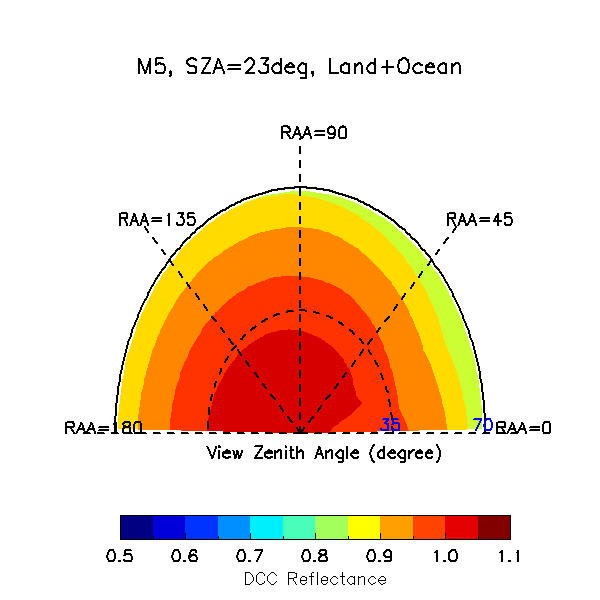 M5, SZA=23deg, Land+Ocean
RAA=90
RAA=135
RAA=45
RAA=180
35
70
RAA=0
View Zenith Angle (degree)
0.5 0.6 0.7 0.8 0.9 1.0 1.1
DCC Reflectance